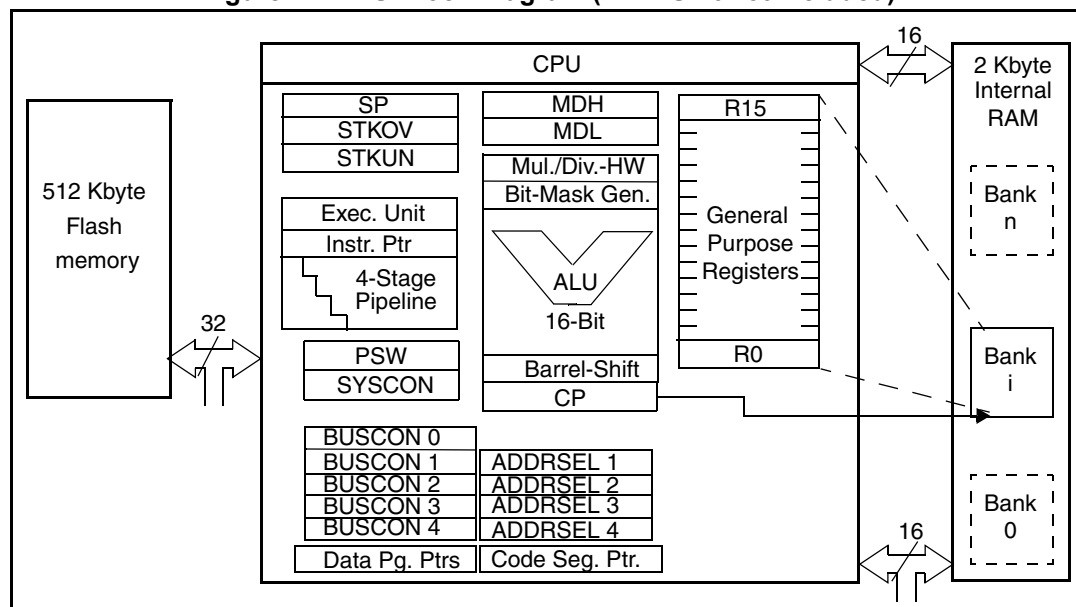 CPU
16
2 Kbyte
Internal
RAM
512 Kbyte
Flash
memory
32
SP
STKOV
STKUN
Exec. Unit
Instr. Ptr
4-Stage
Pipeline
PSW
SYSCON
MDH
MDL
Mul./Div.-HW
Bit-Mask Gen.
ALU
16-Bit
Barrel-Shift
CP
R15
General
Purpose
Registers
R0
Bank
n
Bank
i
Bank
0
BUSCON 0
BUSCON 1
BUSCON 2
BUSCON 3
BUSCON 4
ADDRSEL 1
ADDRSEL 2
ADDRSEL 3
ADDRSEL 4
Data Pg. Ptrs
Code Seg. Ptr.
16